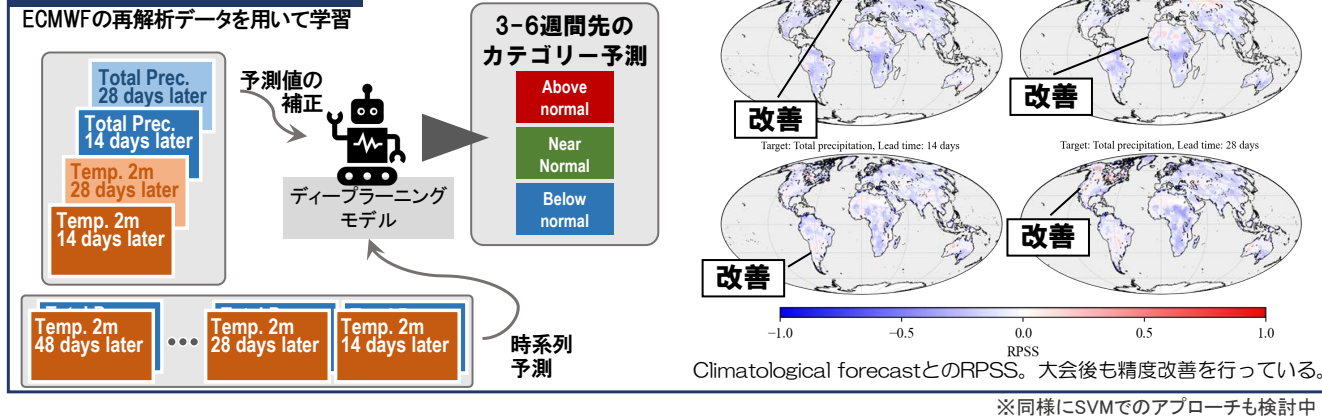 ECMWFの再解析データを用いて学習
Total Prec.
28 days later
Total Prec.
14 days later
Temp. 2m
28 days later
Temp. 2m
14 days later
予測値の
補正
ディープラーニング
モデル
3-6週間先の
カテゴリー予測
Above
normal
Near
Normal
Below
normal
Temp. 2m
48 days later
•••
Temp. 2m
28 days later
Temp. 2m
14 days later
時系列
予測
改善
改善
Target: Total precipitation, Lead time: 14 days
Target: Total precipitation, Lead time: 28 days
改善
改善
−1.0
−0.5
0.0
0.5
1.0
RPSS
Climatological forecastとのRPSS。大会後も精度改善を行っている。
※同様にSVMでのアプローチも検討中